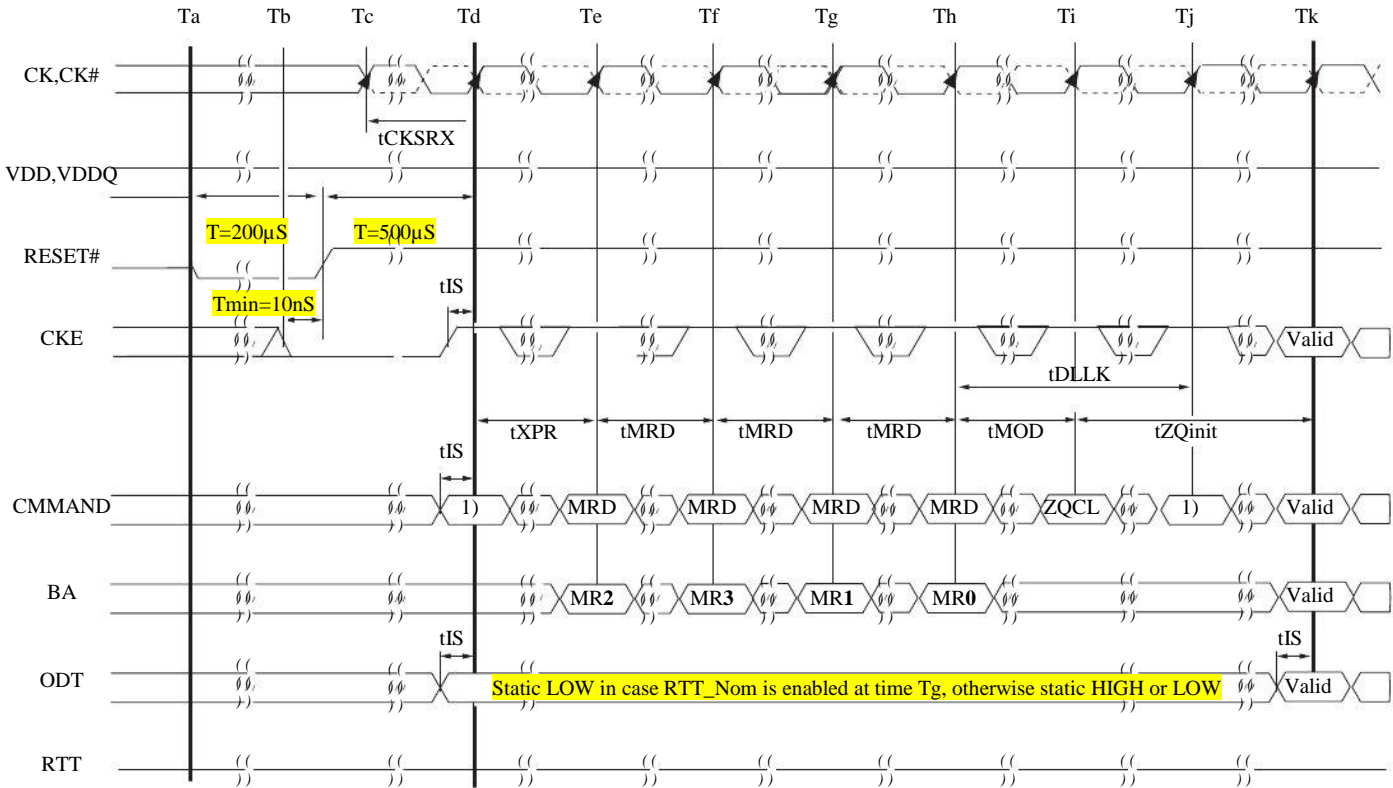 Ta Tb Tc Td Te Tf Tg Th Ti Tj Tk
CK,CK#
tCKSRX
VDD,VDDQ
T=200µS T=500µS
RESET#
tIS
Tmin=10nS
CKE Valid
tDLLK
tXPR tMRD tMRD tMRD tMOD tZQinit
tIS
CMMAND 1) MRD MRD MRD MRD ZQCL 1) Valid
BA MR2 MR3 MR1 MR0 Valid
tIS tIS
ODT Static LOW in case RTT_Nom is enabled at time Tg, otherwise static HIGH or LOW Valid
RTT